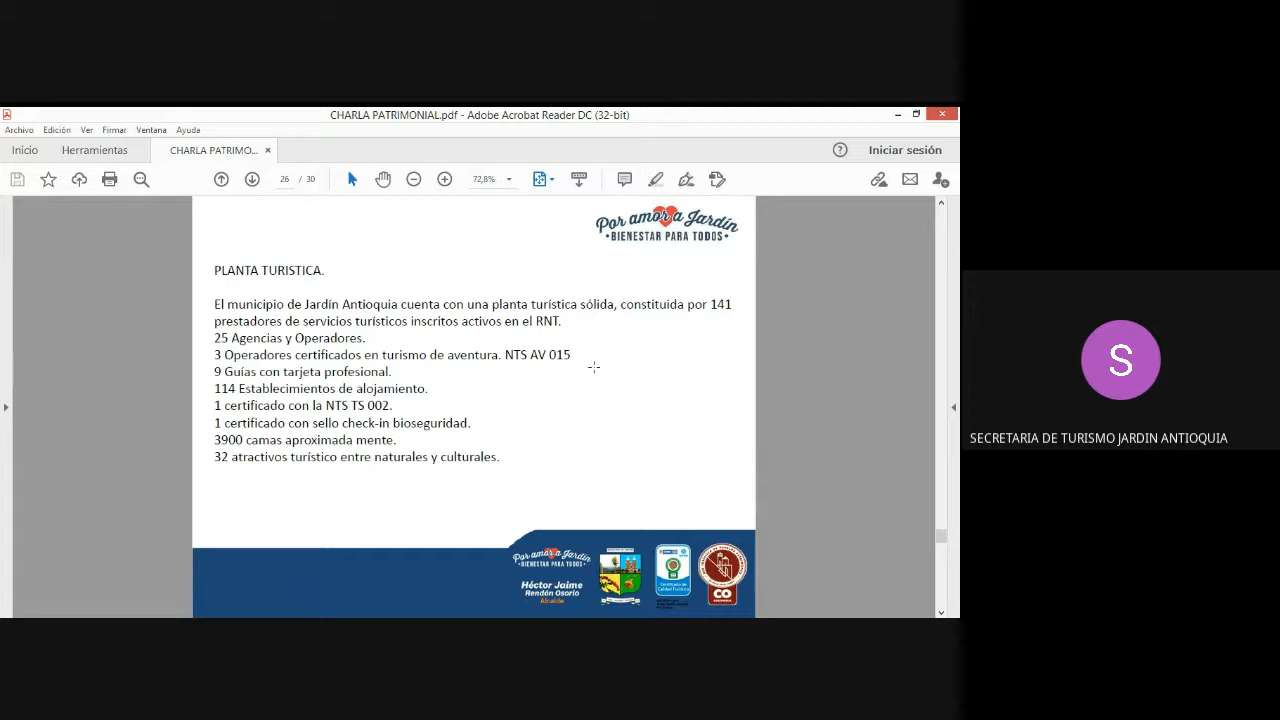 CHARLA PATRIMONIAL.pdf - Adobe Acrobat Reader DC (32-bit)
Archivo Edición Ver Firmar Ventana Ayuda
Inicio Herramientas CHARLA PATRIMO... × Iniciar sesión
26 / 30 72,8%
Por amor a Jardín
•BIENESTAR PARA TODOS•
PLANTA TURISTICA.
El municipio de Jardín Antioquia cuenta con una planta turística sólida, constituida por 141
prestadores de servicios turísticos inscritos activos en el RNT.
25 Agencias y Operadores.
3 Operadores certificados en turismo de aventura. NTS AV 015
9 Guías con tarjeta profesional.
114 Establecimientos de alojamiento.
1 certificado con la NTS TS 002.
1 certificado con sello check-in bioseguridad.
3900 camas aproximada mente.
32 atractivos turístico entre naturales y culturales.
S
SECRETARIA DE TURISMO JARDIN ANTIOQUIA
Por amor a Jardín
BIENESTAR PARA TODOS
Héctor Jaime
Rendón Osorio
Alcalde
Certificado de
Calidad Turística
CO
COLOMBIA